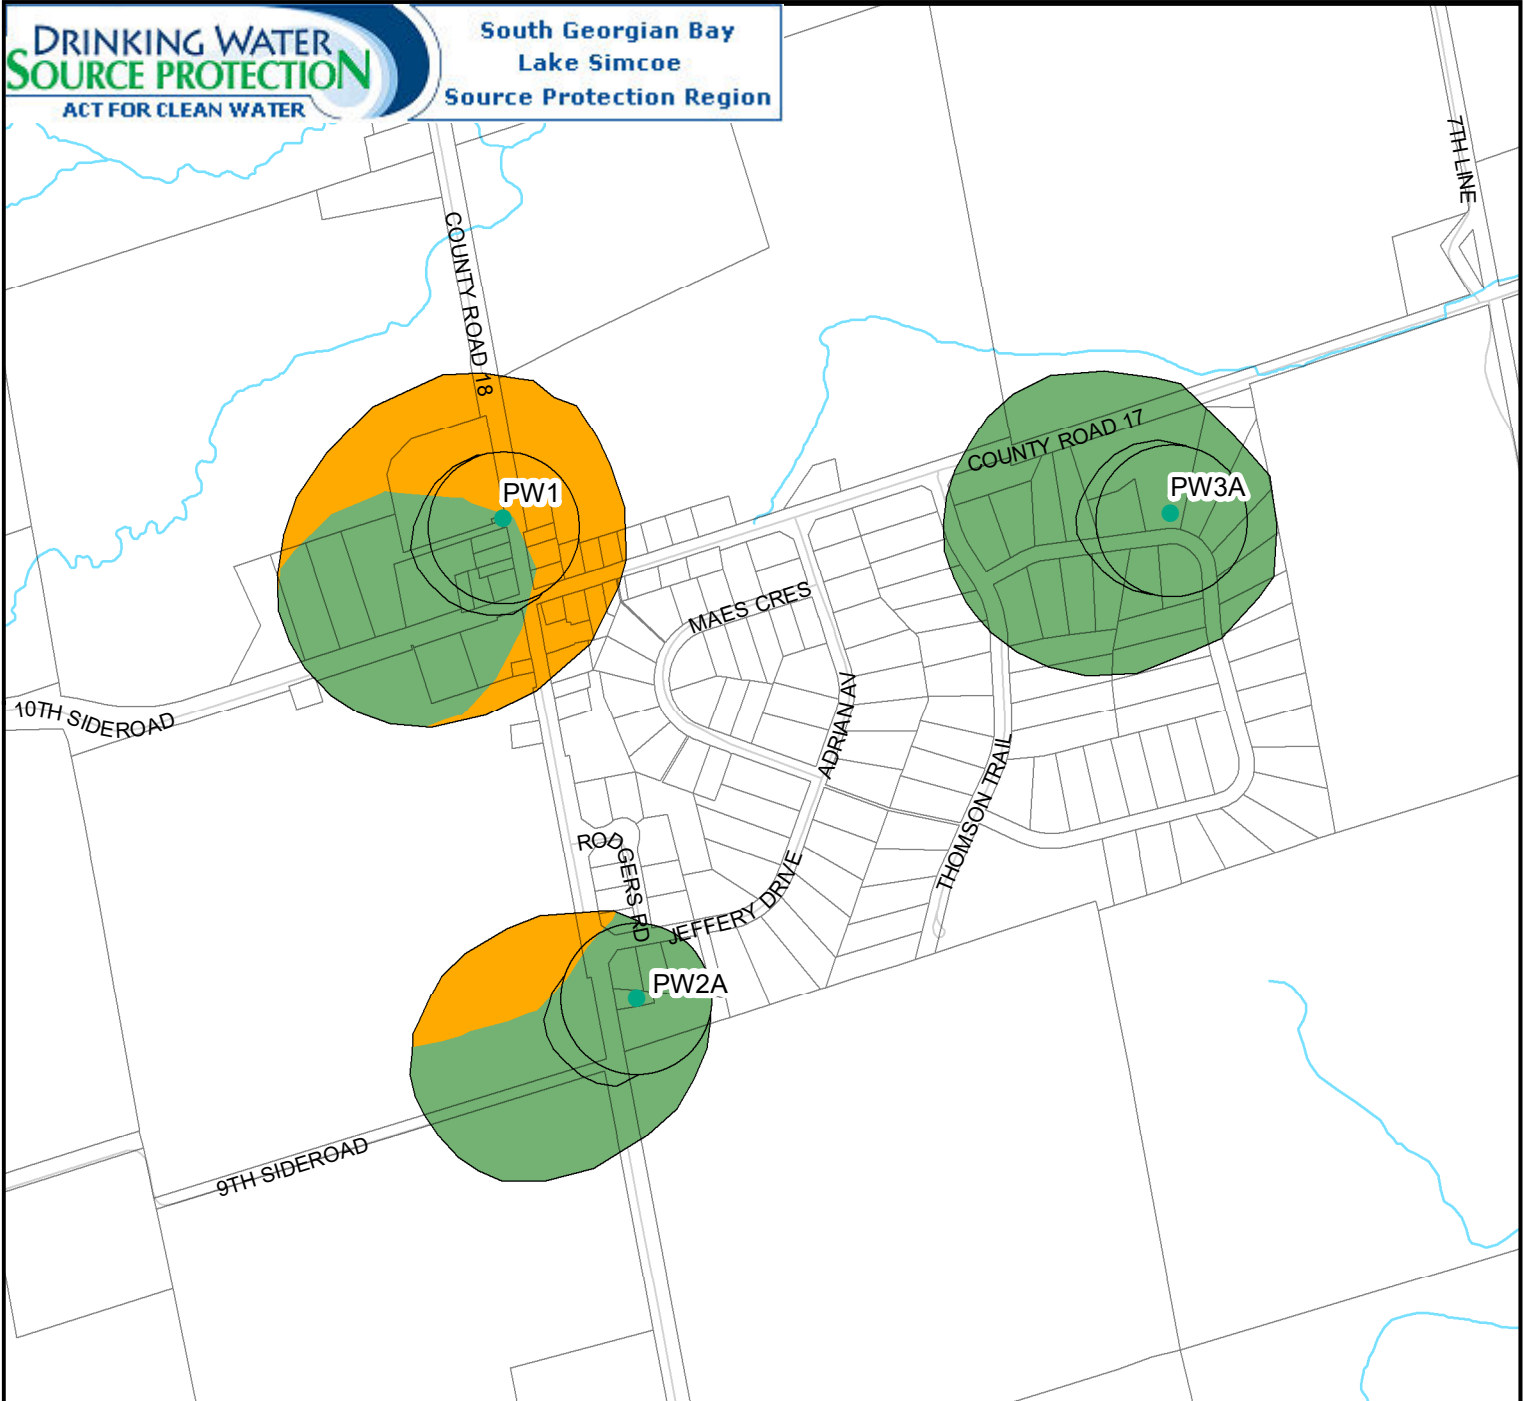 DRINKING WATER
SOURCE PROTECTION
ACT FOR CLEAN WATER
South Georgian Bay
Lake Simcoe
Source Protection Region
7TH LINE
COUNTY ROAD 18
COUNTY ROAD 17
PW1
PW3A
MAES CRES
ADRIAN AV
10TH SIDEROAD
THOMSON TRAIL
RODGERS RD
JEFFERY DRIVE
PW2A
9TH SIDEROAD